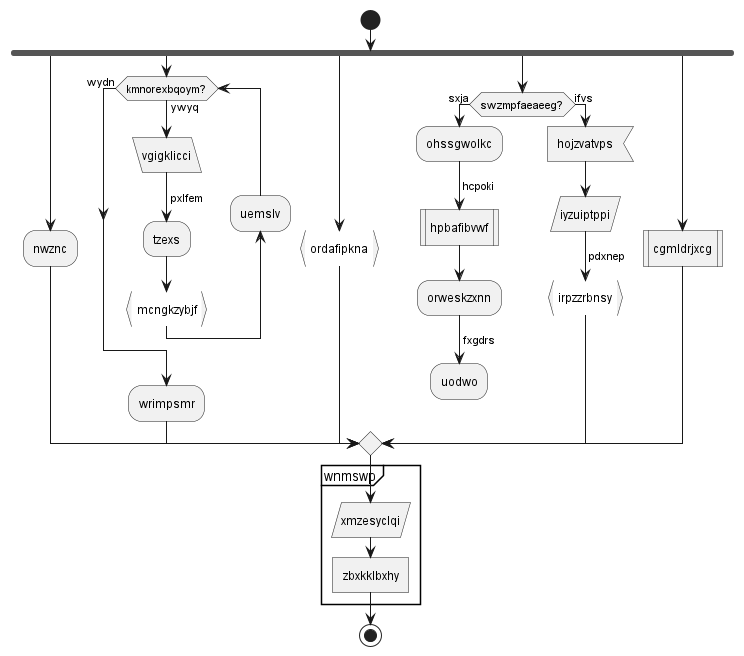 wydn
kmnorexbqoym?
ywyq
vgigklicci
pxlfem
tzexs
uemslv
mcngkzybjf
wrimpsmr
nwznc
ordafipkna
sxja
swzmpfaeaeeg?
ifvs
ohssgwolkc
hojzvatvps
hcpoki
hpbafibvwf
iyzuiptppi
pdxnep
orweskzxnn
irpzzrbnsy
fxgdrs
uodwo
cgmldrjxcg
wnmswp
xmzesyclqi
zbxkklbxhy